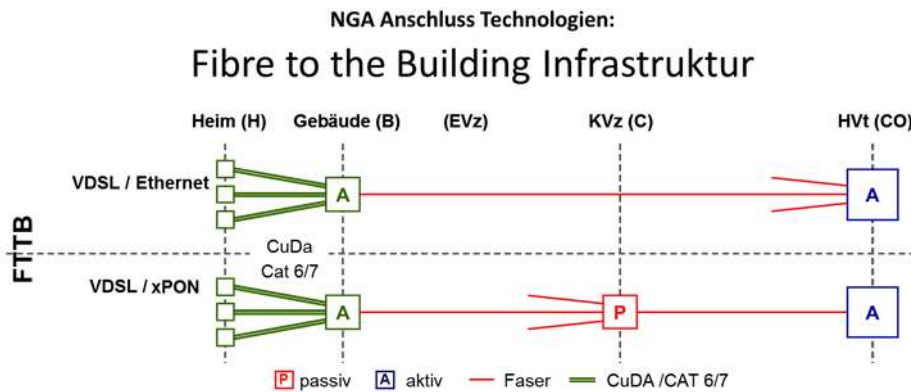 NGA Anschluss Technologien:
Fibre to the Building Infrastruktur
Heim (H) Gebäude (B) (EVz) KVz (C) HVt (CO)
VDSL / Ethernet
A
A
FTTB
CuDa
Cat 6/7
VDSL / xPON
A
P
A
P passiv A aktiv Faser CuDA /CAT 6/7